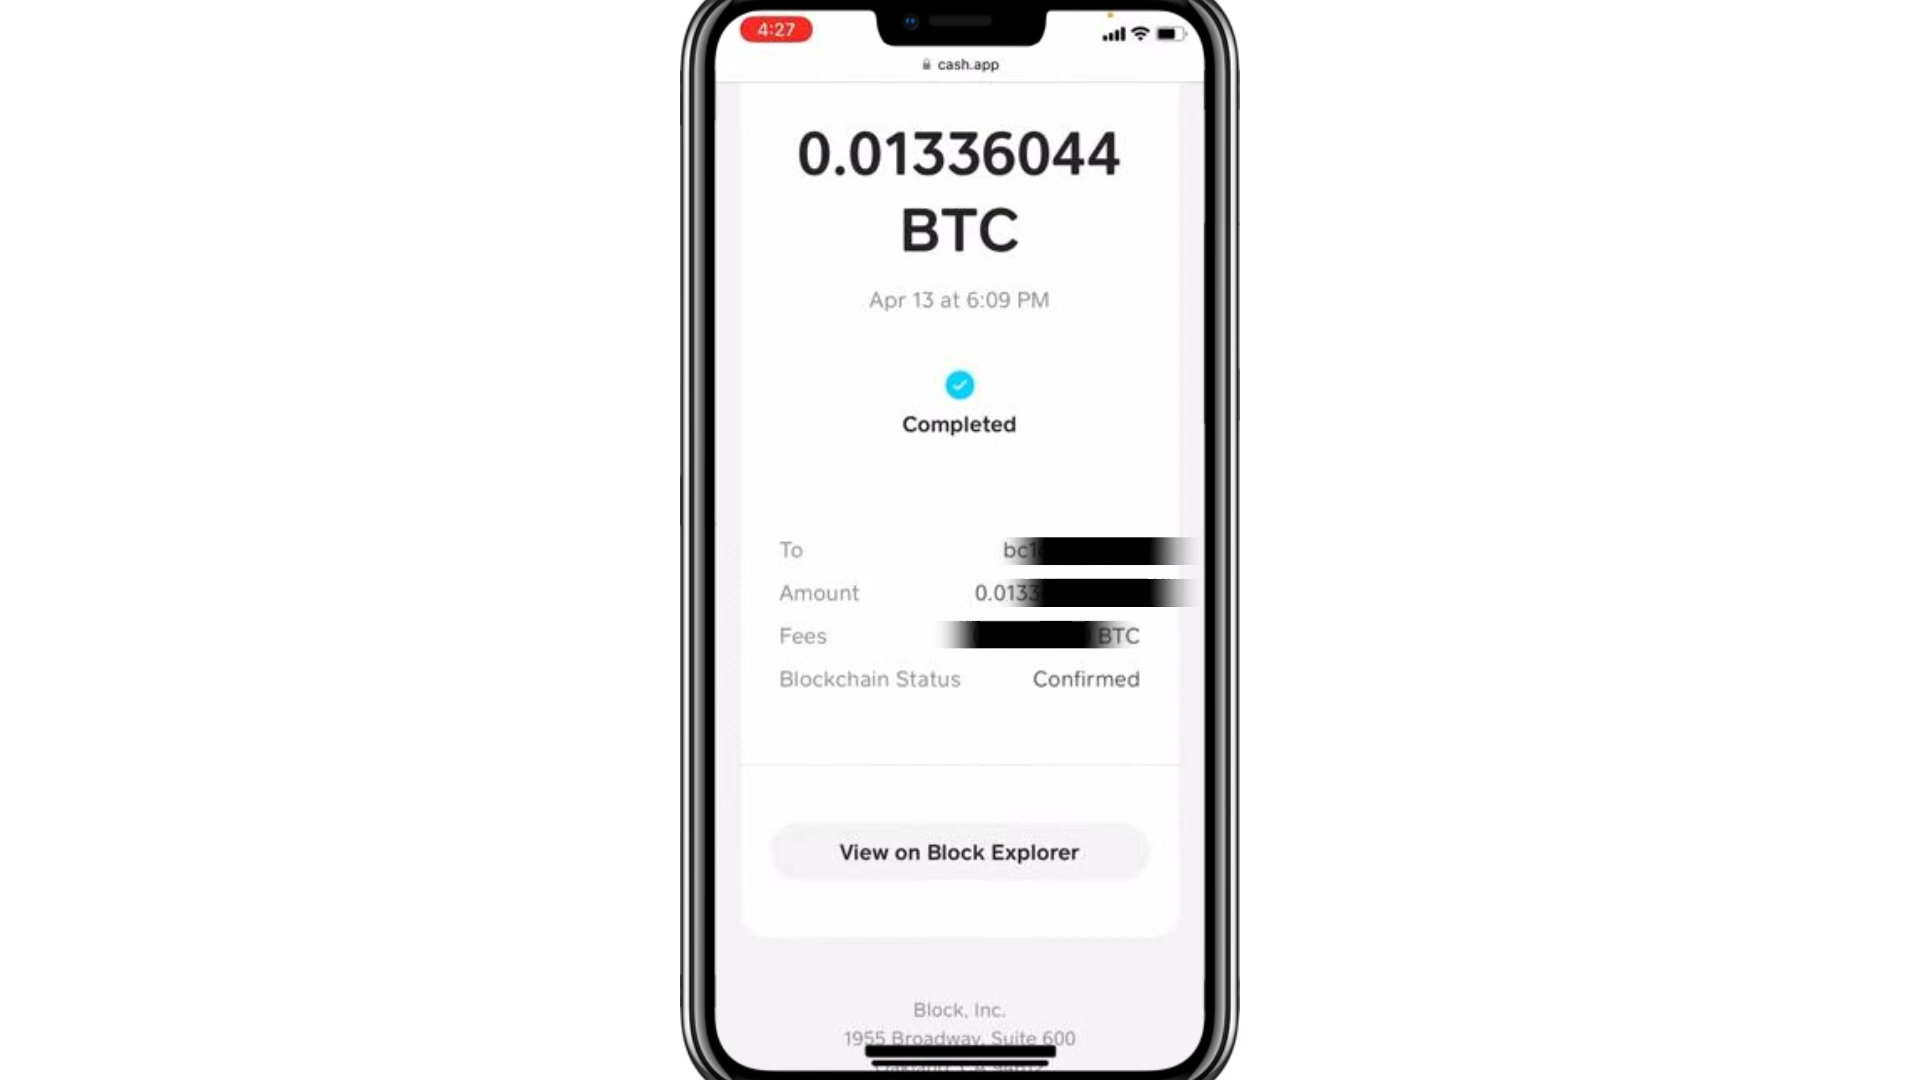 4:27
cash.app
0.01336044
BTC
Apr 13 at 6:09 PM
Completed
To bc1
Amount 0.0133
Fees BTC
Blockchain Status Confirmed
View on Block Explorer
Block, Inc.
1955 Broadway, Suite 600